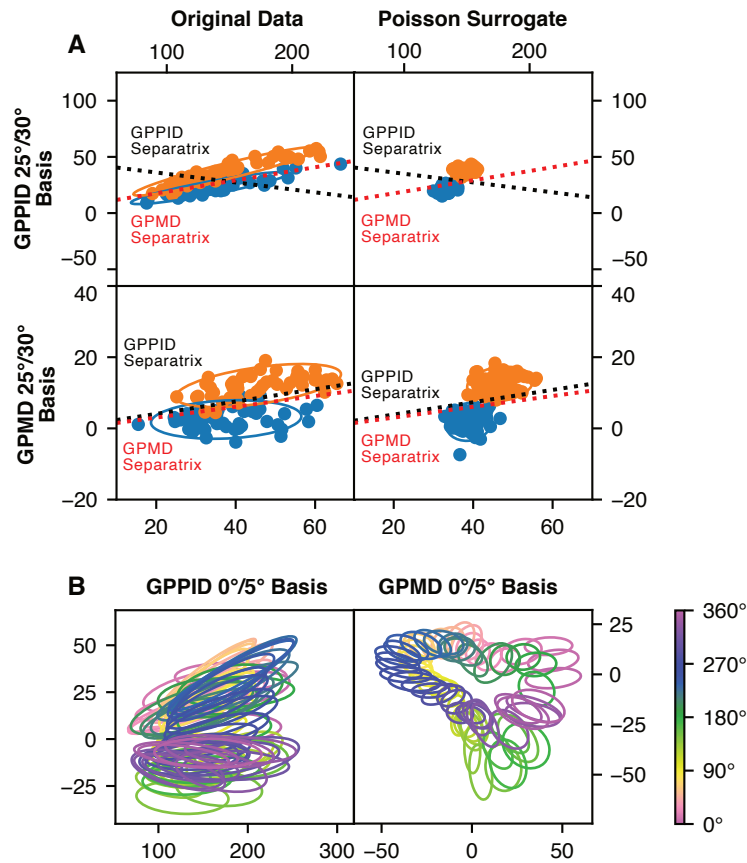 Original Data
Poisson Surrogate
A
100
200
100
200
GPPID 25°/30°
Basis
100
50
0
−50
GPPID
Separatrix
GPMD
Separatrix
GPPID
Separatrix
GPMD
Separatrix
100
50
0
−50
GPMD 25°/30°
Basis
40
20
0
−20
GPPID
Separatrix
GPMD
Separatrix
GPPID
Separatrix
GPMD
Separatrix
40
20
0
−20
20
40
60
20
40
60
B
GPPID 0°/5° Basis
GPMD 0°/5° Basis
50
25
0
−25
25
0
−25
−50
360°
270°
180°
90°
0°
100
200
300
−50
0
50